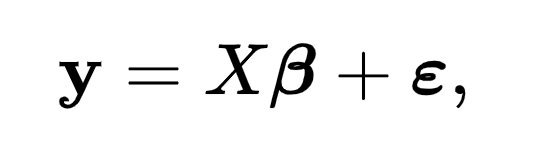 y = Xβ + ε,